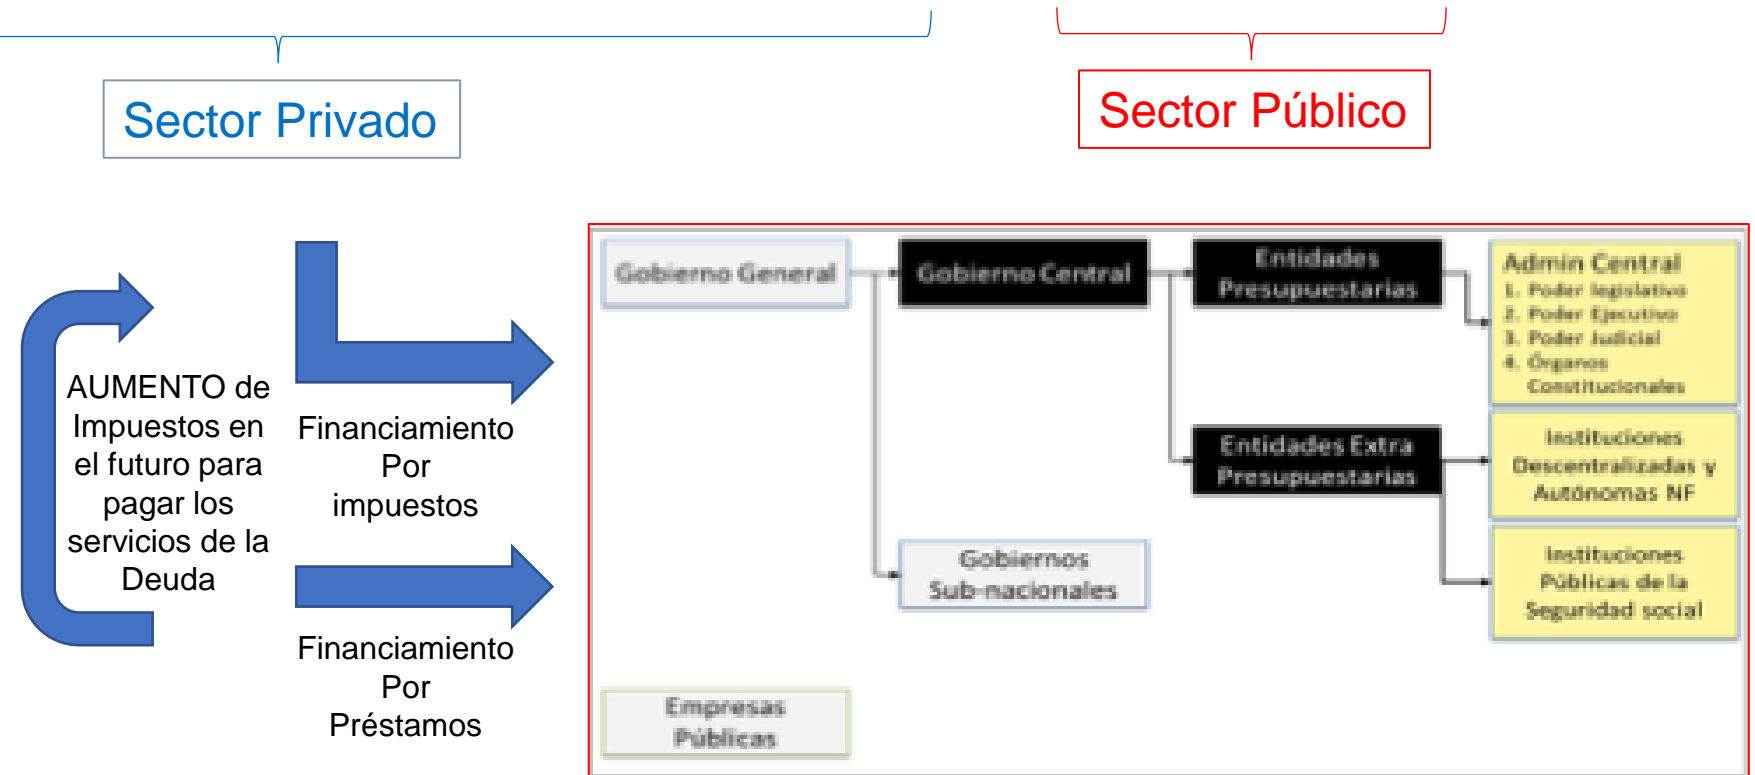 Sector Privado
Sector Público
AUMENTO de
Impuestos en
el futuro para
pagar los
servicios de la
Deuda
Financiamiento
Por
impuestos
Financiamiento
Por
Préstamos
Gobierno General
Gobierno Central
Entidades
Presupuestarias
Admin Central
1. Poder legislativo
2. Poder Ejecutivo
3. Poder Judicial
4. Órganos
Constitucionales
Entidades Extra
Presupuestarias
Instituciones
Descentralizadas y
Autónomas NF
Gobiernos
Sub-nacionales
Instituciones
Públicas de la
Seguridad social
Empresas
Públicas